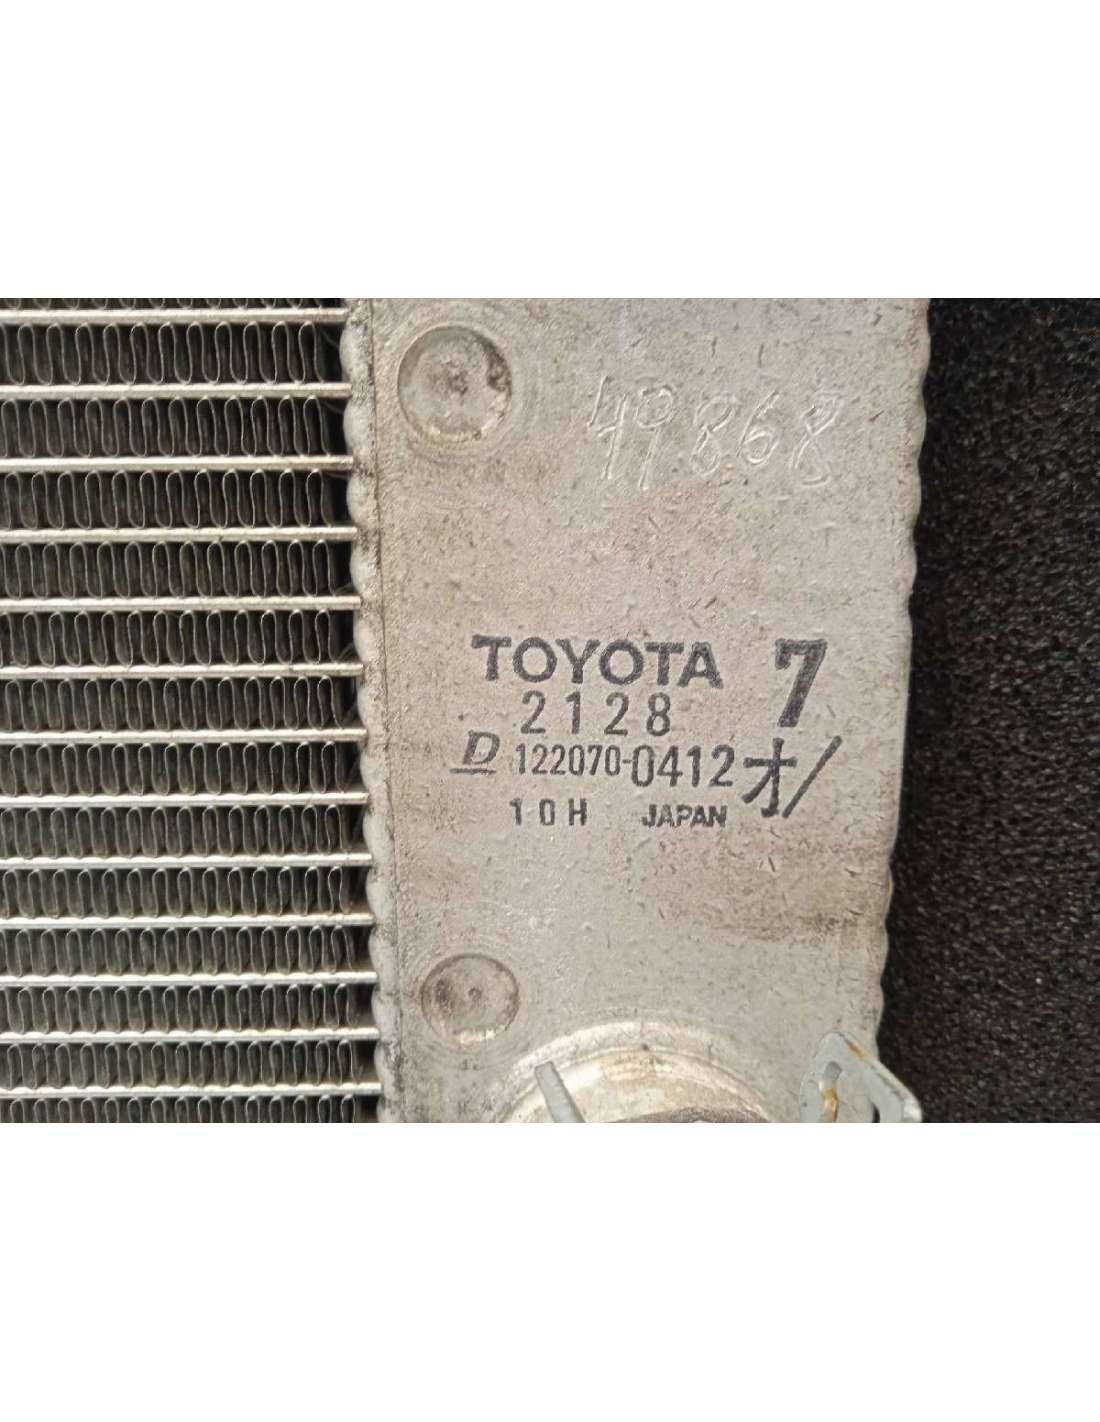 49868
TOYOTA 7
2128
D 122070-0412 オ/
10H JAPAN